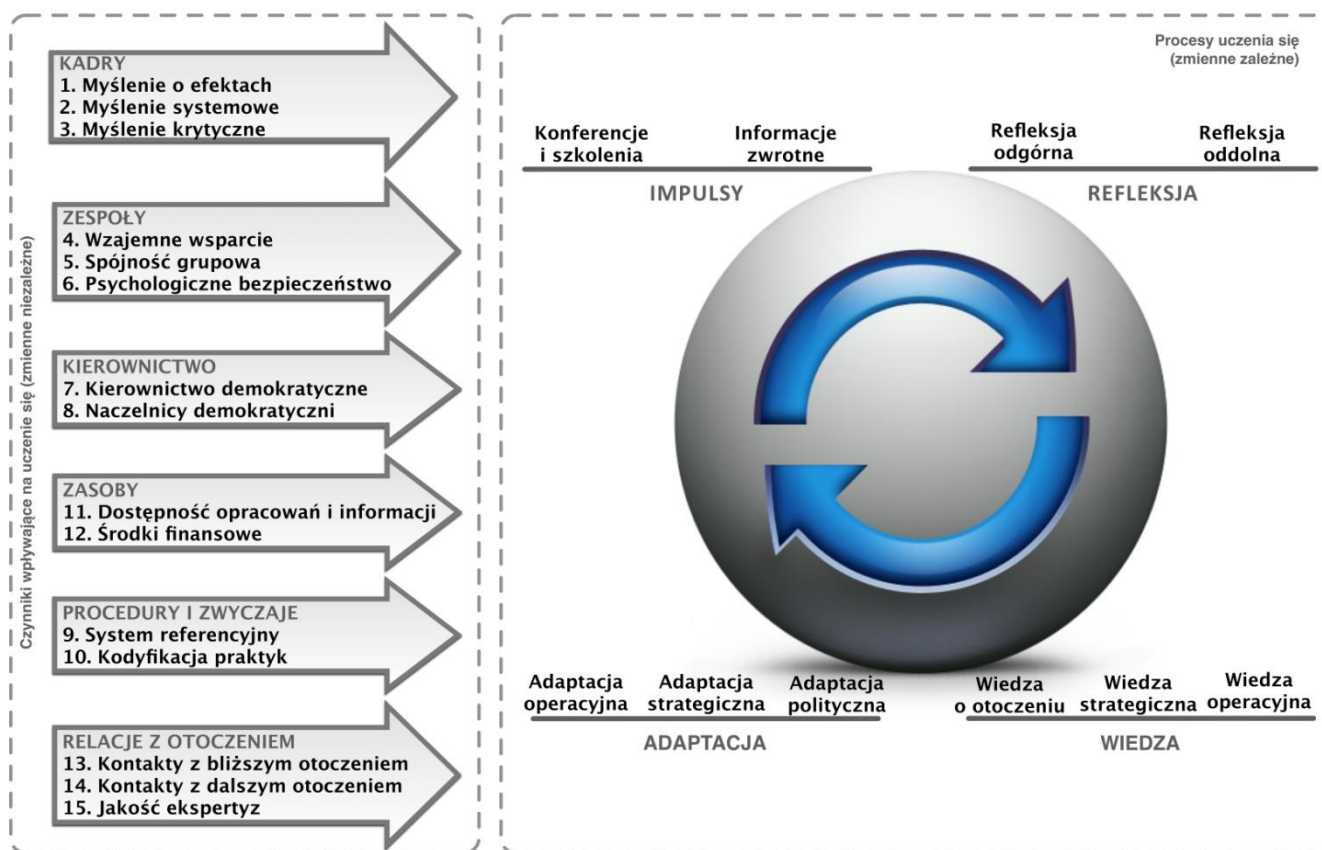 Czynniki wpływające na uczenie się (zmienne niezależne)
KADRY
1. Myślenie o efektach
2. Myślenie systemowe
3. Myślenie krytyczne
ZESPOŁY
4. Wzajemne wsparcie
5. Spójność grupowa
6. Psychologiczne bezpieczeństwo
KIEROWNICTWO
7. Kierownictwo demokratyczne
8. Naczelnicy demokratyczni
ZASOBY
11. Dostępność opracowań i informacji
12. Środki finansowe
PROCEDURY I ZWYCZAJE
9. System referencyjny
10. Kodyfikacja praktyk
RELACJE Z OTOCZENIEM
13. Kontakty z bliższym otoczeniem
14. Kontakty z dalszym otoczeniem
15. Jakość ekspertyz
Procesy uczenia się
(zmienne zależne)
Konferencje
i szkolenia
Informacje
zwrotne
IMPULSY
Refleksja
odgórna
Refleksja
oddolna
REFLEKSJA
Adaptacja
operacyjna
Adaptacja
strategiczna
Adaptacja
polityczna
ADAPTACJA
Wiedza
o otoczeniu
Wiedza
strategiczna
Wiedza
operacyjna
WIEDZA